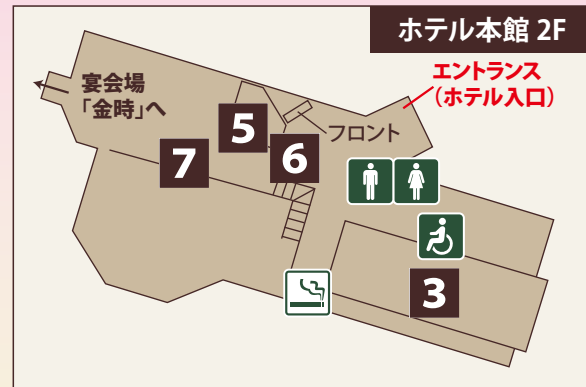 ホテル本館 2F
エントランス
（ホテル入口）
宴会場
「金時」へ
フロント
5
6
7
3